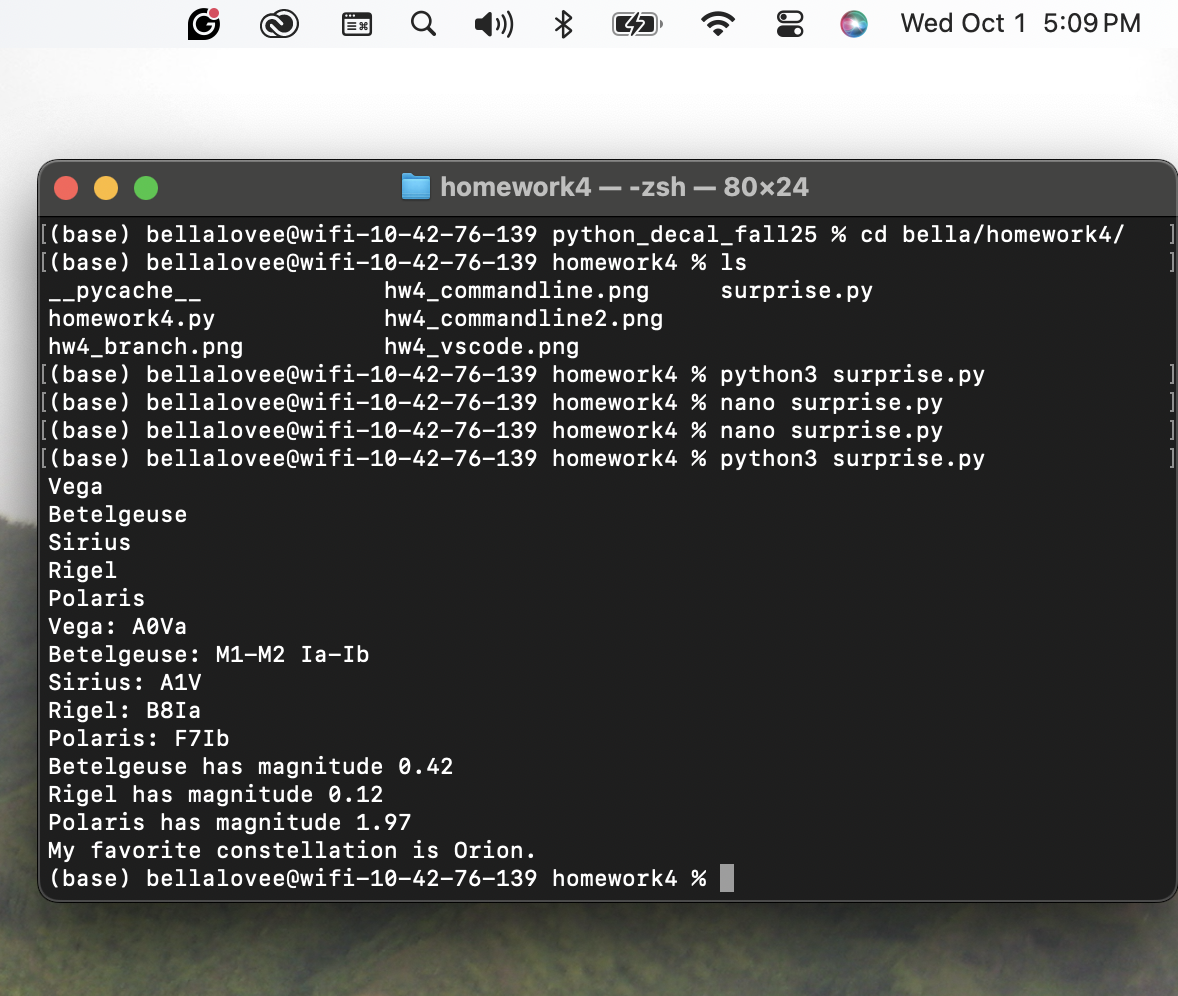 Wed Oct 1 5:09 PM
homework4 — -zsh — 80×24
[(base) bellalovee@wifi-10-42-76-139 python_decal_fall25 % cd bella/homework4/ ]
[(base) bellalovee@wifi-10-42-76-139 homework4 % ls ]
__pycache__ hw4_commandline.png surprise.py
homework4.py hw4_commandline2.png
hw4_branch.png hw4_vscode.png
[(base) bellalovee@wifi-10-42-76-139 homework4 % python3 surprise.py ]
[(base) bellalovee@wifi-10-42-76-139 homework4 % nano surprise.py ]
[(base) bellalovee@wifi-10-42-76-139 homework4 % nano surprise.py ]
[(base) bellalovee@wifi-10-42-76-139 homework4 % python3 surprise.py ]
Vega
Betelgeuse
Sirius
Rigel
Polaris
Vega: A0Va
Betelgeuse: M1–M2 Ia–Ib
Sirius: A1V
Rigel: B8Ia
Polaris: F7Ib
Betelgeuse has magnitude 0.42
Rigel has magnitude 0.12
Polaris has magnitude 1.97
My favorite constellation is Orion.
(base) bellalovee@wifi-10-42-76-139 homework4 %